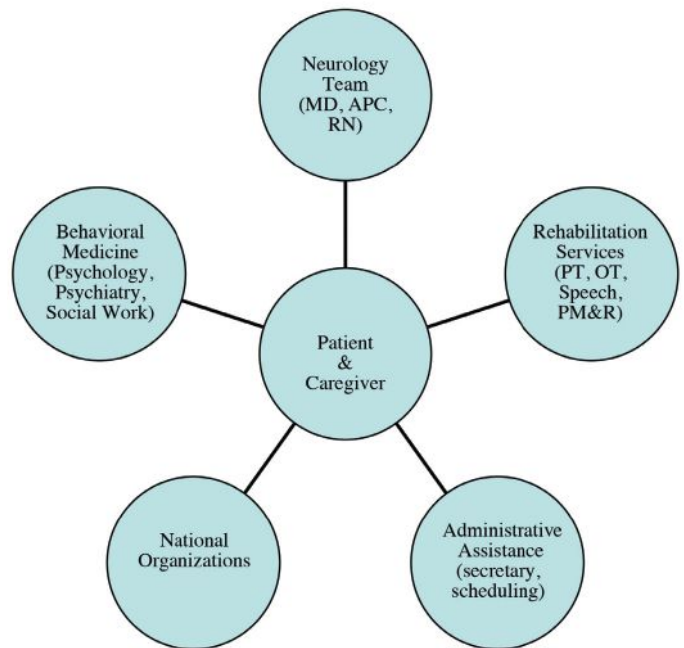 Neurology
Team
(MD, APC,
RN)
Behavioral
Medicine
(Psychology,
Psychiatry,
Social Work)
Rehabilitation
Services
(PT, OT,
Speech,
PM&R)
Patient
&
Caregiver
National
Organizations
Administrative
Assistance
(secretary,
scheduling)